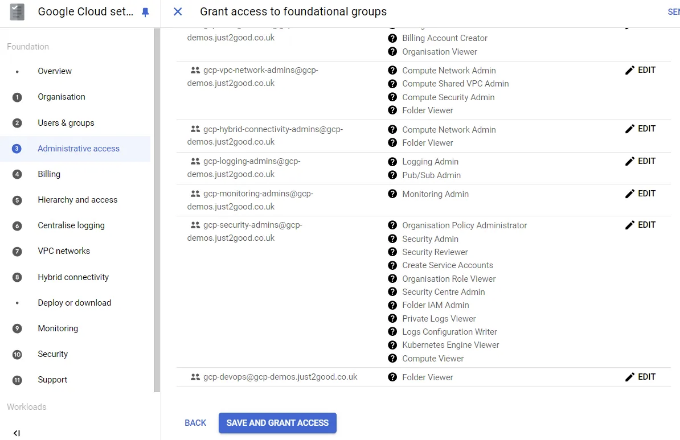 Google Cloud set...
Grant access to foundational groups
Foundation
Overview
1 Organisation
2 Users & groups
3 Administrative access
4 Billing
5 Hierarchy and access
6 Centralise logging
7 VPC networks
8 Hybrid connectivity
Deploy or download
9 Monitoring
10 Security
11 Support
Workloads
demos.just2good.co.uk
Billing Account Creator
Organisation Viewer
gcp-vpc-network-admins@gcp-
demos.just2good.co.uk
Compute Network Admin
Compute Shared VPC Admin
Compute Security Admin
Folder Viewer
EDIT
gcp-hybrid-connectivity-admins@gcp-
demos.just2good.co.uk
Compute Network Admin
Folder Viewer
EDIT
gcp-logging-admins@gcp-
demos.just2good.co.uk
Logging Admin
Pub/Sub Admin
EDIT
gcp-monitoring-admins@gcp-
demos.just2good.co.uk
Monitoring Admin
EDIT
gcp-security-admins@gcp-
demos.just2good.co.uk
Organisation Policy Administrator
Security Admin
Security Reviewer
Create Service Accounts
Organisation Role Viewer
Security Centre Admin
Folder IAM Admin
Private Logs Viewer
Logs Configuration Writer
Kubernetes Engine Viewer
Compute Viewer
EDIT
gcp-devops@gcp-demos.just2good.co.uk
Folder Viewer
EDIT
BACK
SAVE AND GRANT ACCESS